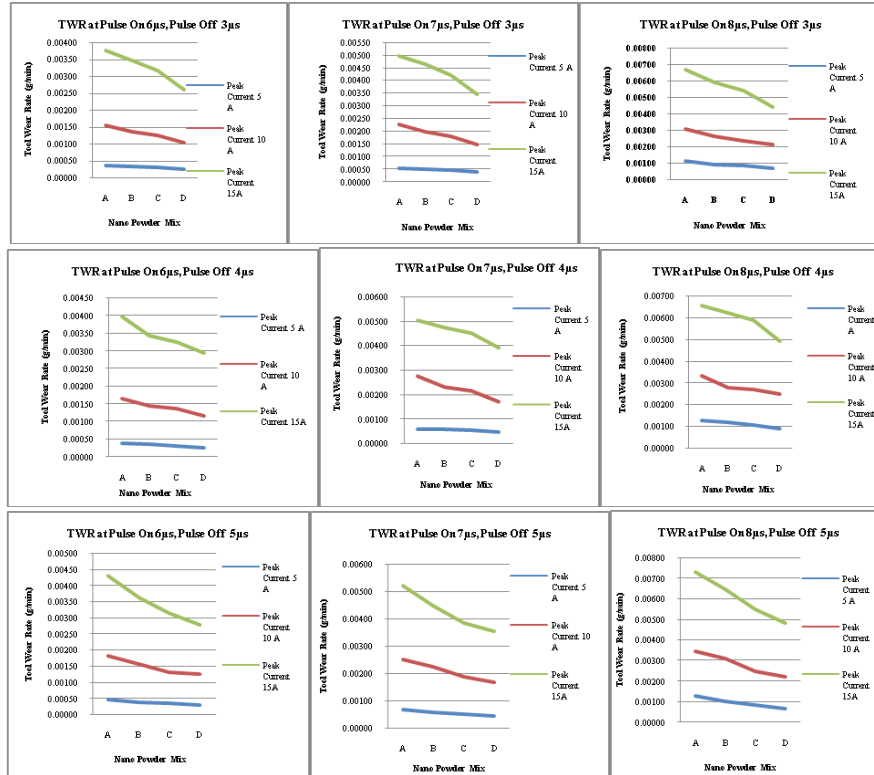 TWR at Pulse On 6µs, Pulse Off 3µs
Tool Wear Rate (g/min)
0.00400
0.00350
0.00300
0.00250
0.00200
0.00150
0.00100
0.00050
0.00000
A B C D
Nano Powder Mix
Peak
Current 5
A
Peak
Current 10
A
Peak
Current
15A
TWR at Pulse On 7µs, Pulse Off 3µs
Tool Wear Rate (g/min)
0.00550
0.00500
0.00450
0.00400
0.00350
0.00300
0.00250
0.00200
0.00150
0.00100
0.00050
0.00000
A B C D
Nano Powder Mix
Peak
Current 5 A
Peak
Current 10
A
Peak
Current
15A
TWR at Pulse On 8µs, Pulse Off 3µs
Tool Wear Rate (g/min)
0.00800
0.00700
0.00600
0.00500
0.00400
0.00300
0.00200
0.00100
0.00000
A B C D
Nano Powder Mix
Peak
Current 5
A
Peak
Current 10
A
Peak
Current
15A
TWR at Pulse On 6µs, Pulse Off 4µs
Tool Wear Rate (g/min)
0.00450
0.00400
0.00350
0.00300
0.00250
0.00200
0.00150
0.00100
0.00050
0.00000
A B C D
Nano Powder Mix
Peak
Current 5 A
Peak
Current 10
A
Peak
Current 15A
TWR at Pulse On 7µs, Pulse Off 4µs
Tool Wear Rate (g/min)
0.00600
0.00500
0.00400
0.00300
0.00200
0.00100
0.00000
A B C D
Nano Powder Mix
Peak
Current 5 A
Peak
Current
10 A
Peak
Current
15A
TWR at Pulse On 8µs, Pulse Off 4µs
Tool Wear Rate (g/min)
0.00700
0.00600
0.00500
0.00400
0.00300
0.00200
0.00100
0.00000
A B C D
Nano Powder Mix
Peak
Current 5
A
Peak
Current
10 A
Peak
Current
15A
TWR at Pulse On 6µs, Pulse Off 5µs
Tool Wear Rate (g/min)
0.00500
0.00450
0.00400
0.00350
0.00300
0.00250
0.00200
0.00150
0.00100
0.00050
0.00000
A B C D
Nano Powder Mix
Peak
Current 5
A
Peak
Current
10 A
Peak
Current
15A
TWR at Pulse On 7µs, Pulse Off 5µs
Tool Wear Rate (g/min)
0.00600
0.00500
0.00400
0.00300
0.00200
0.00100
0.00000
A B C D
Nano Powder Mix
Peak
Current 5
A
Peak
Current 10
A
Peak
Current
15A
TWR at Pulse On 8µs, Pulse Off 5µs
Tool Wear Rate (g/min)
0.00800
0.00700
0.00600
0.00500
0.00400
0.00300
0.00200
0.00100
0.00000
A B C D
Nano Powder Mix
Peak
Current
5 A
Peak
Current
10 A
Peak
Current
15A